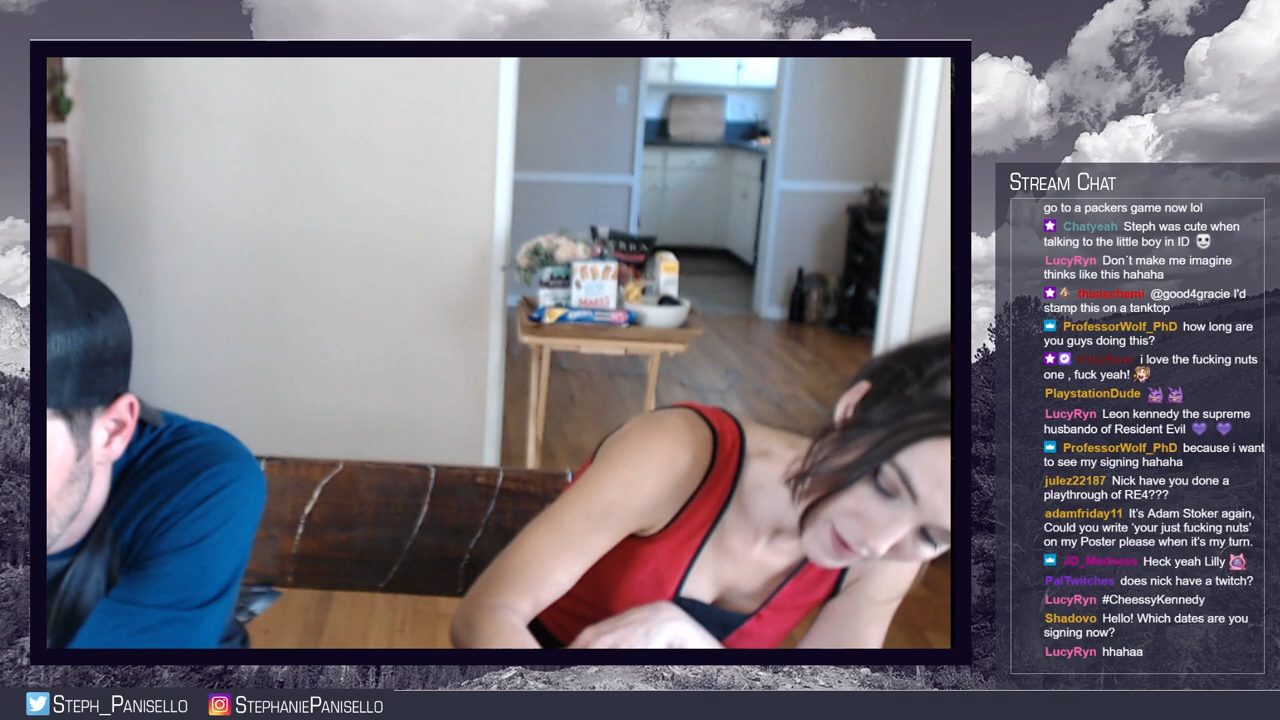 STREAM CHAT
go to a packers game now lol
Chatyeah Steph was cute when
talking to the little boy in ID
LucyRyn Don´t make me imagine
thinks like this hahaha
thisischemi @good4gracie I'd
stamp this on a tanktop
ProfessorWolf_PhD how long are
you guys doing this?
i love the fucking nuts
one , fuck yeah!
PlaystationDude
LucyRyn Leon kennedy the supreme
husbando of Resident Evil
ProfessorWolf_PhD because i want
to see my signing hahaha
julez22187 Nick have you done a
playthrough of RE4???
adamfriday11 It's Adam Stoker again,
Could you write 'your just fucking nuts'
on my Poster please when it's my turn.
JD_Madness Heck yeah Lilly
PalTwitches does nick have a twitch?
LucyRyn #CheessyKennedy
Shadovo Hello! Which dates are you
signing now?
LucyRyn hhahaa
STEPH_PANISELLO
STEPHANIEPANISELLO